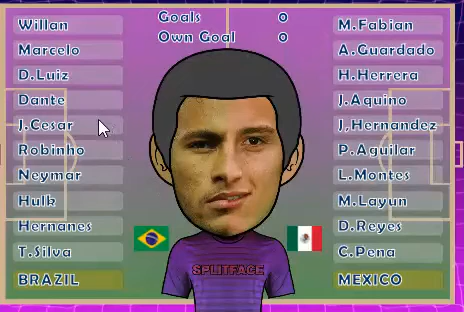 Goals 0
Own Goal 0
Willan
Marcelo
D.Luiz
Dante
J.Cesar
Robinho
Neymar
Hulk
Hernanes
T.Silva
BRAZIL
M.Fabian
A.Guardado
H.Herrera
J.Aquino
J,Hernandez
P.Aguilar
L.Montes
M.Layun
D.Reyes
C.Pena
MEXICO
SPLITFACE